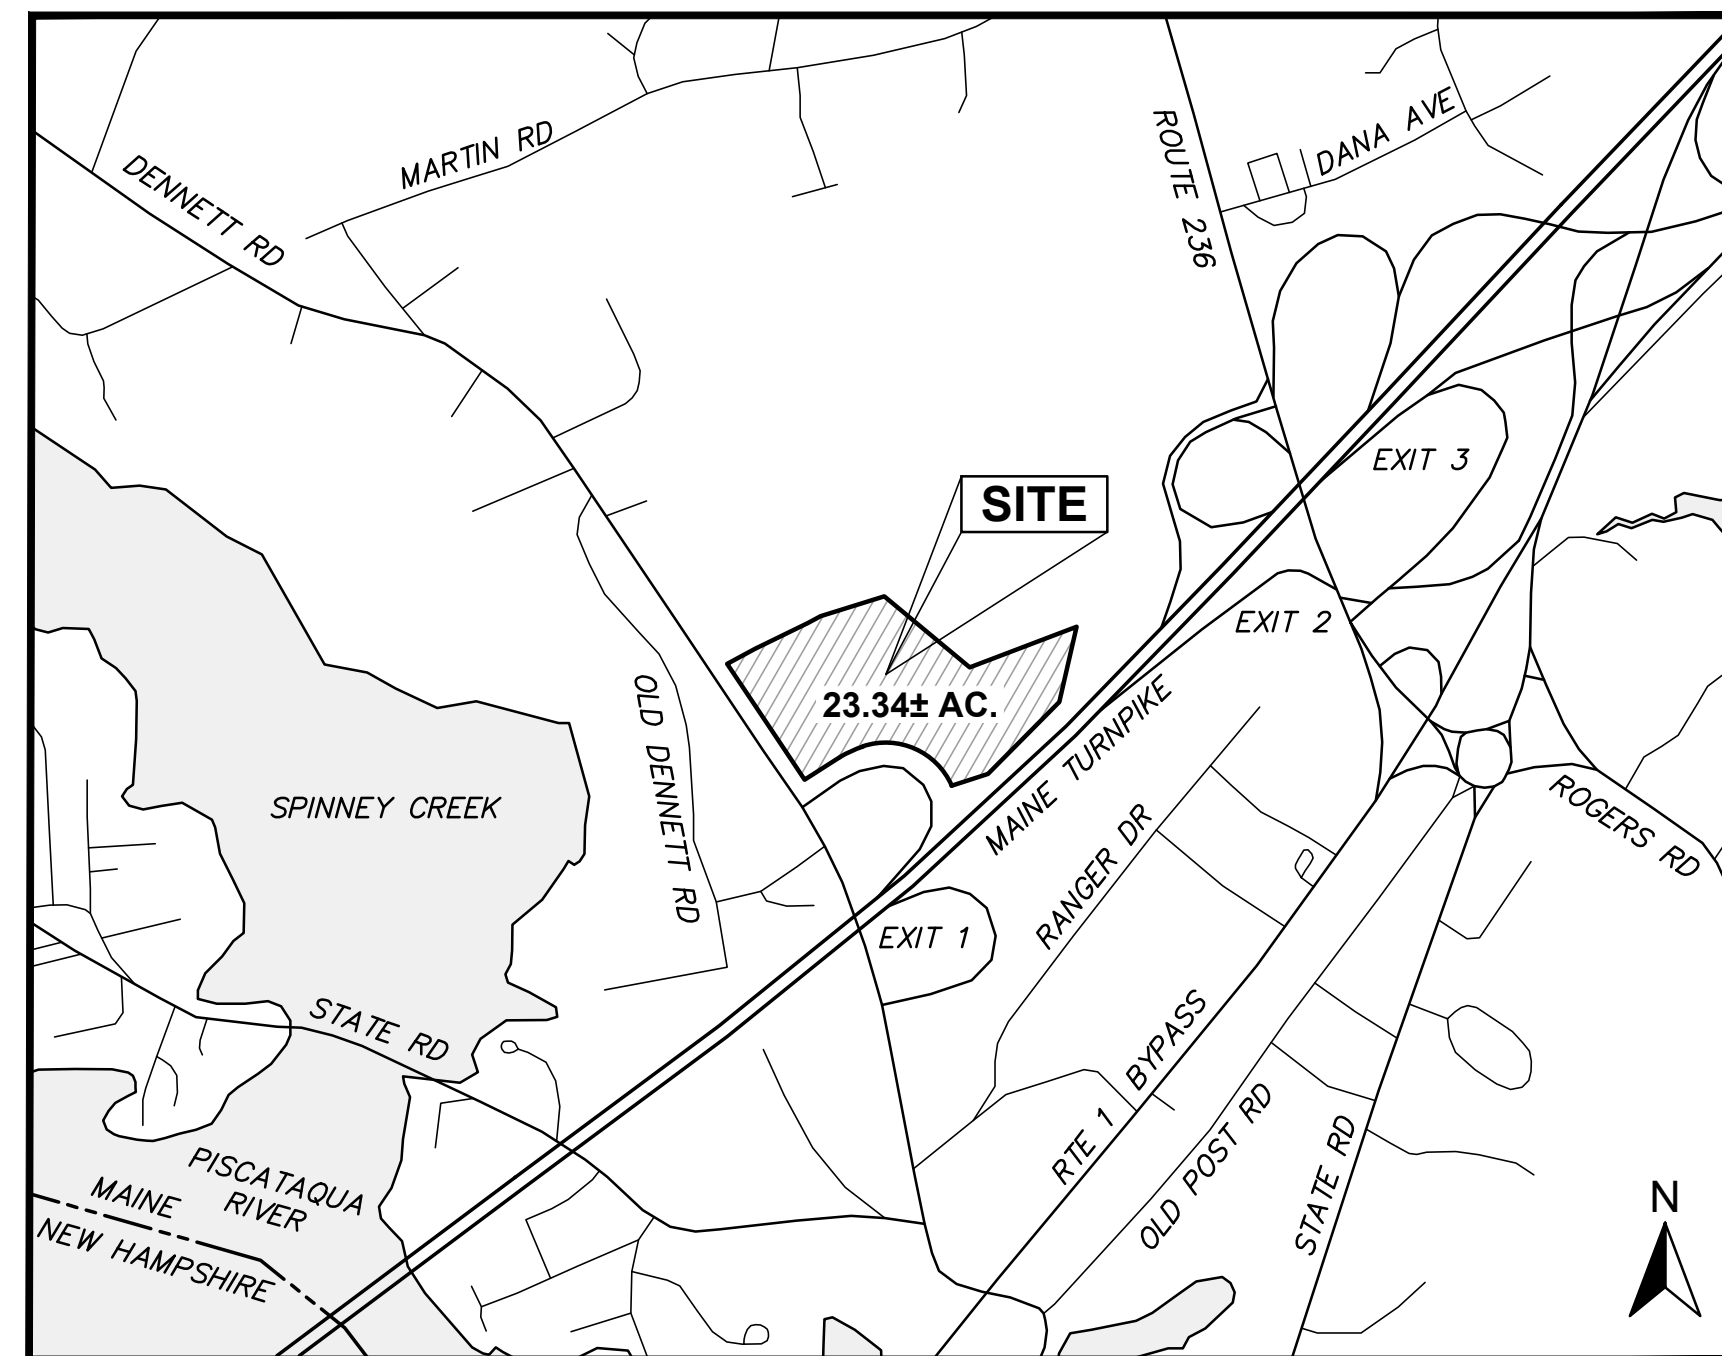 MARTIN RD
DENNETT RD
ROUTE 236
DANA AVE
EXIT 3
SITE
EXIT 2
23.34± AC.
OLD DENNETT RD
MAINE TURNPIKE
SPINNEY CREEK
RANGER DR
ROGERS RD
EXIT 1
STATE RD
RTE 1 BYPASS
OLD POST RD
STATE RD
PISCATAQUA
RIVER
MAINE
NEW HAMPSHIRE
N